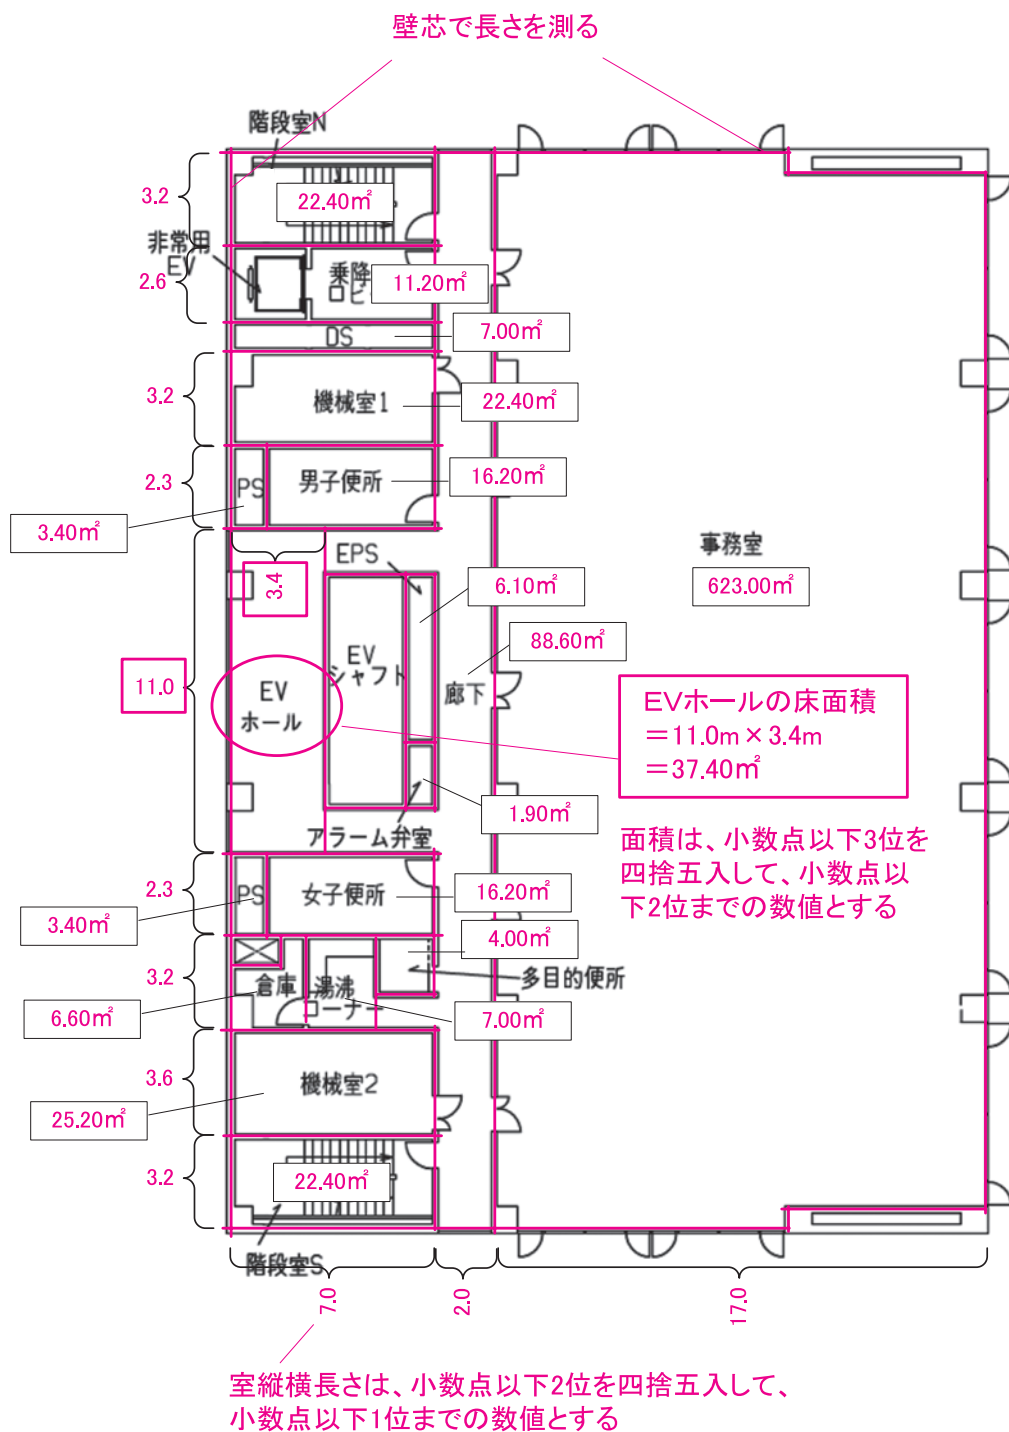 壁芯で長さを測る
階段室N
3.2
22.40㎡
非常用
EV
2.6
乗降
ロビ
11.20㎡
7.00㎡
DS
3.2
機械室1
22.40㎡
2.3
PS
男子便所
16.20㎡
3.40㎡
EPS
事務室
3.4
6.10㎡
623.00㎡
88.60㎡
EV
シャフト
11.0
EV
ホール
廊下
EVホールの床面積
＝11.0m×3.4m
＝37.40㎡
1.90㎡
アラーム弁室
面積は、小数点以下3位を
四捨五入して、小数点以
下2位までの数値とする
2.3
PS
女子便所
16.20㎡
3.40㎡
4.00㎡
3.2
倉庫
湯沸
ーナー
多目的便所
6.60㎡
7.00㎡
3.6
機械室2
25.20㎡
3.2
22.40㎡
階段室S
7.0
2.0
17.0
室縦横長さは、小数点以下2位を四捨五入して、
小数点以下1位までの数値とする